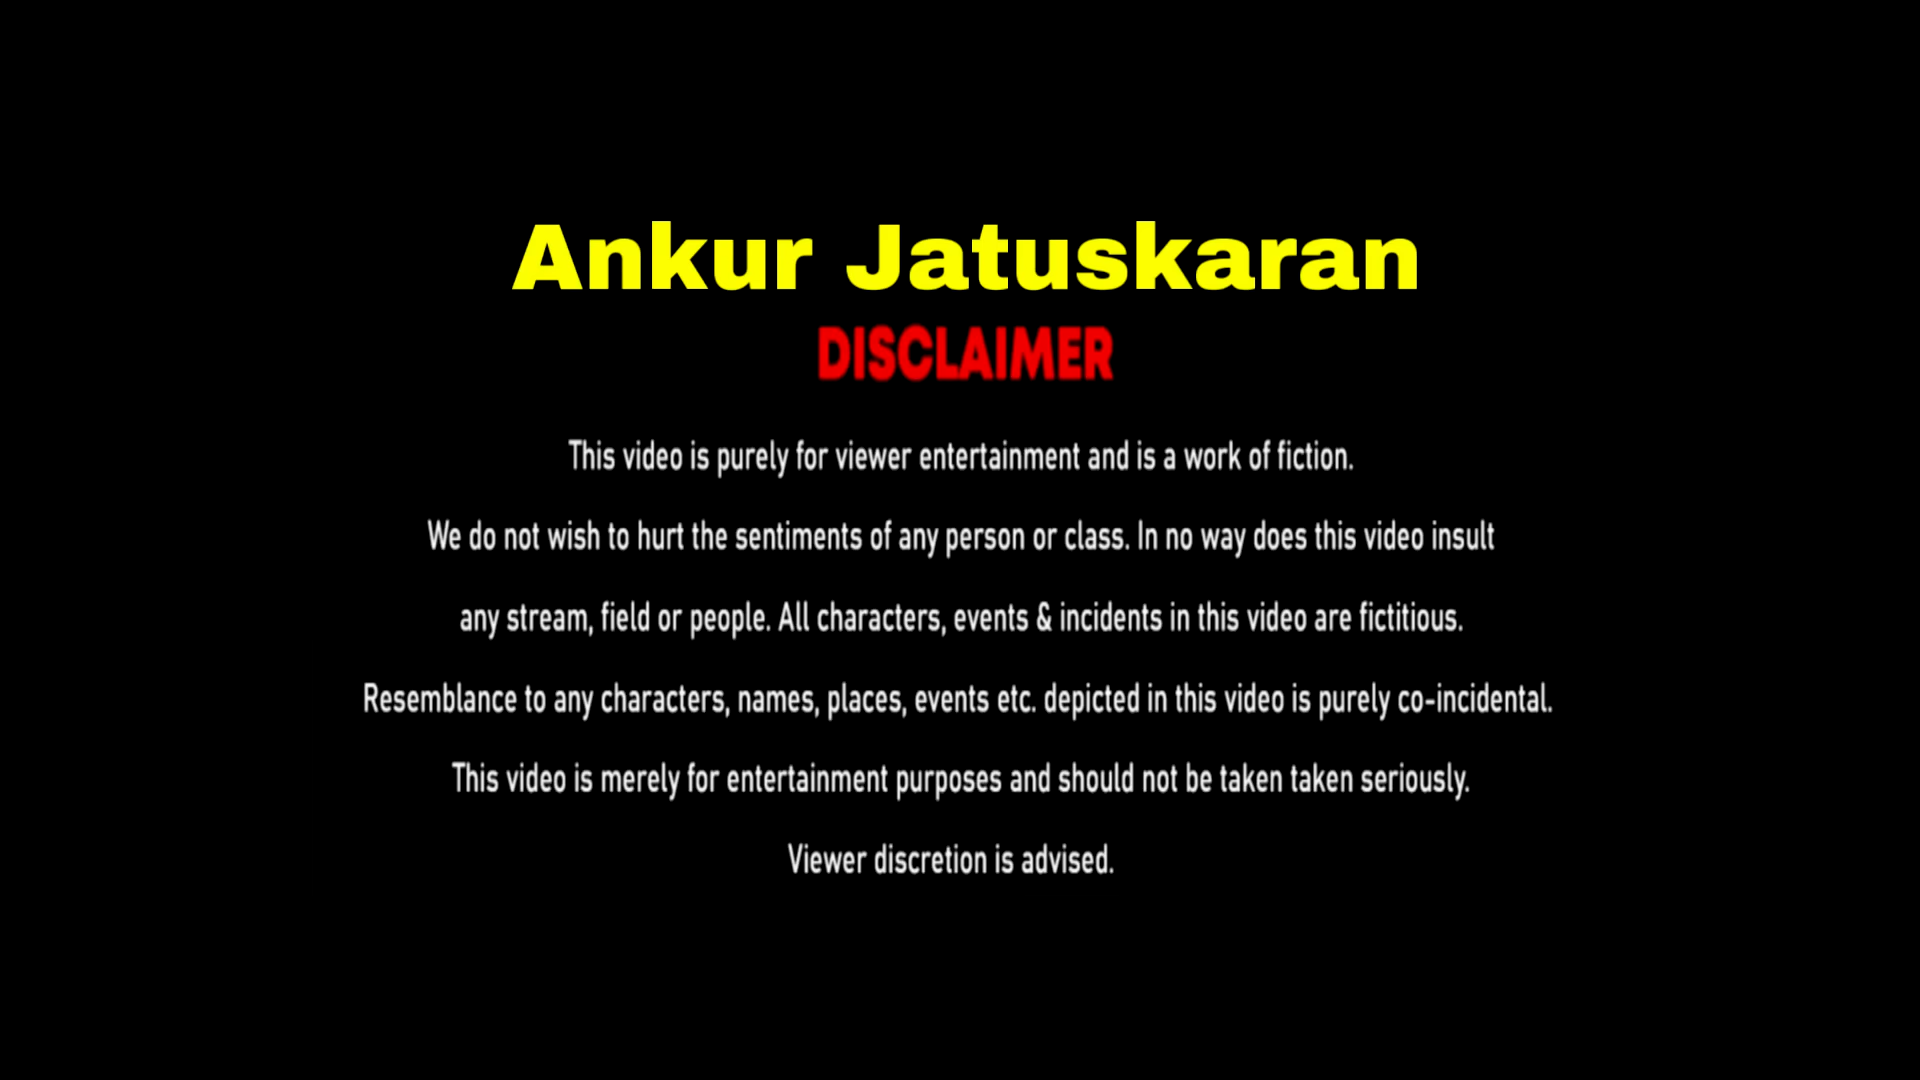 Ankur Jatuskaran
DISCLAIMER
This video is purely for viewer entertainment and is a work of fiction.
We do not wish to hurt the sentiments of any person or class. In no way does this video insult
any stream, field or people. All characters, events & incidents in this video are fictitious.
Resemblance to any characters, names, places, events etc. depicted in this video is purely co-incidental.
This video is merely for entertainment purposes and should not be taken taken seriously.
Viewer discretion is advised.